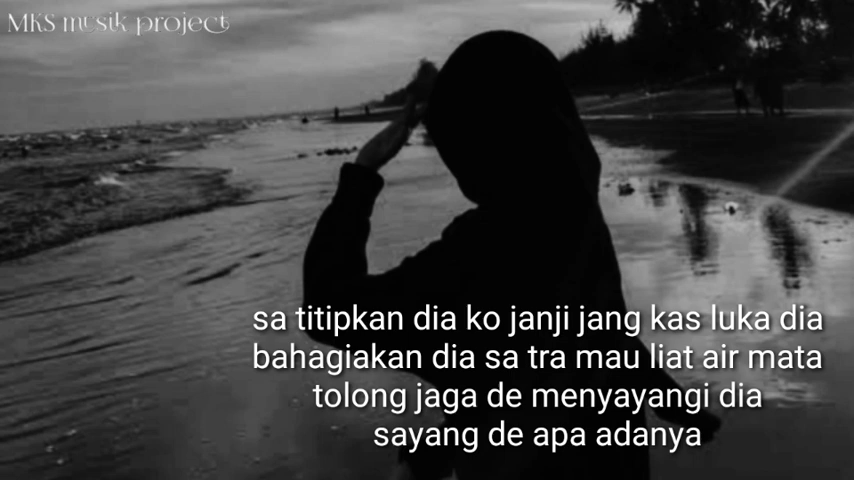 MKS musik project
sa titipkan dia ko janji jang kas luka dia
bahagiakan dia sa tra mau liat air mata
tolong jaga de menyayangi dia
sayang de apa adanya